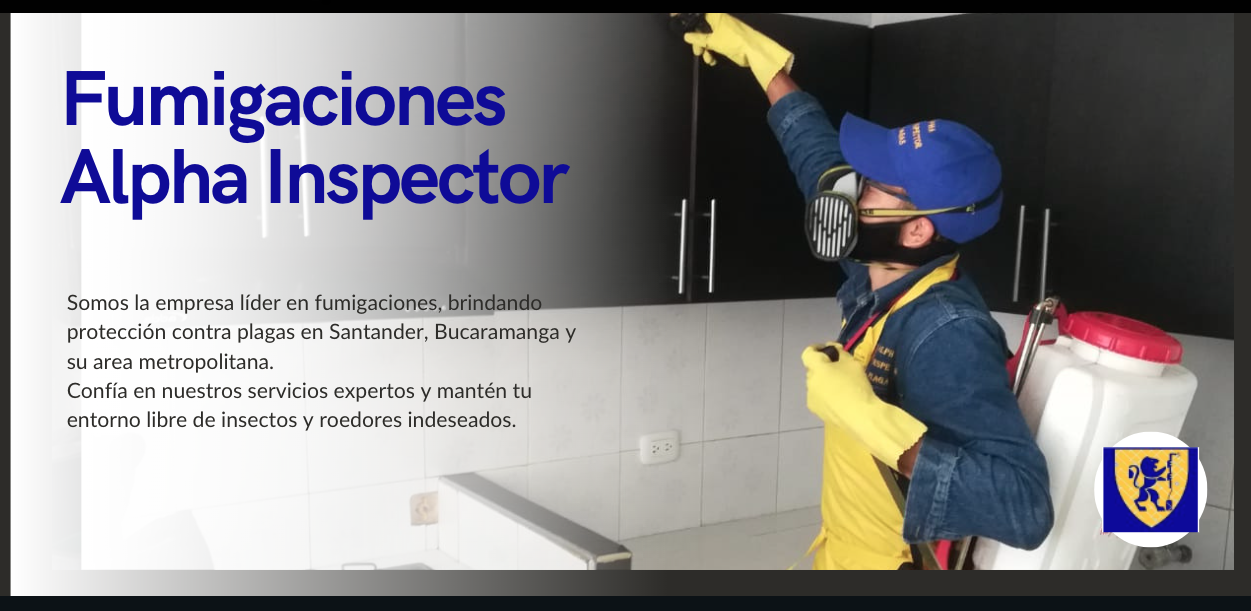 Fumigaciones
Alpha Inspector
Somos la empresa líder en fumigaciones, brindando
protección contra plagas en Santander, Bucaramanga y
su area metropolitana.
Confía en nuestros servicios expertos y mantén tu
entorno libre de insectos y roedores indeseados.